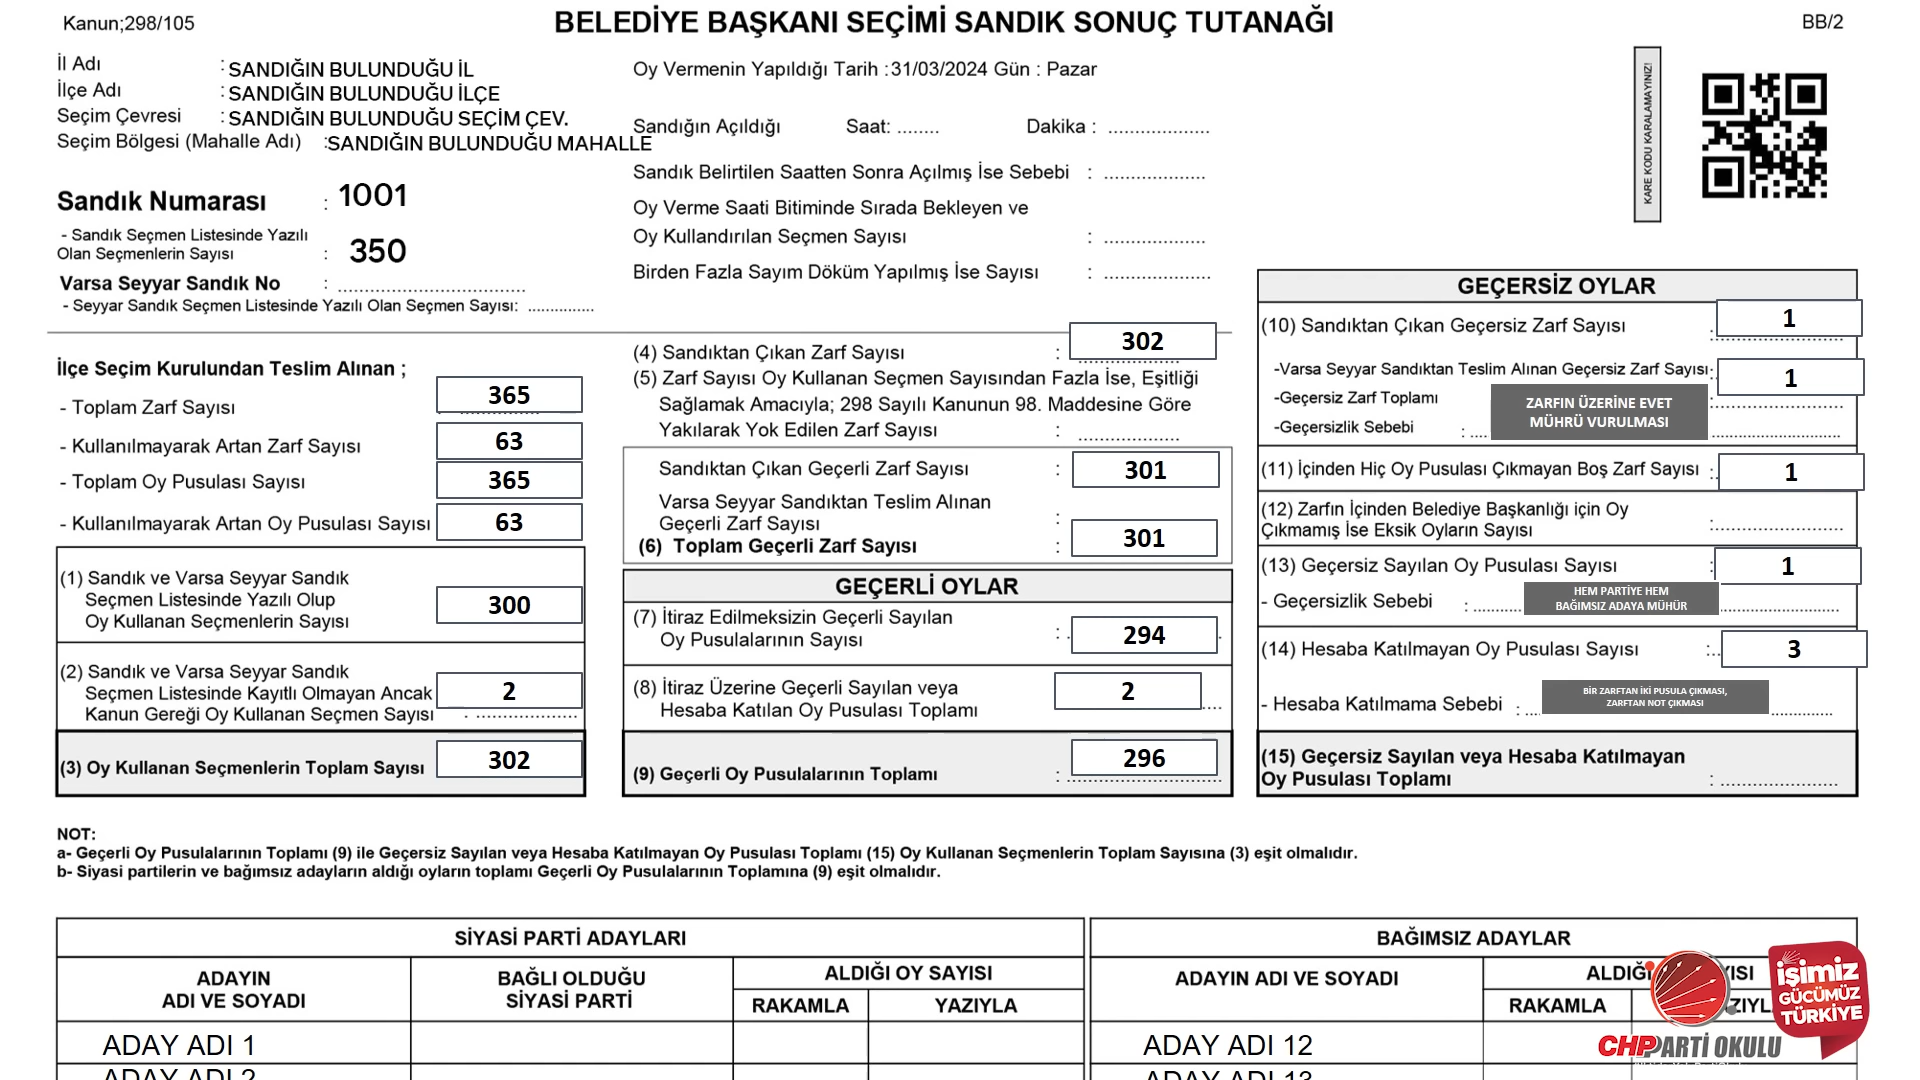 Kanun;298/105
BELEDİYE BAŞKANI SEÇİMİ SANDIK SONUÇ TUTANAĞI
BB/2
İl Adı : SANDIĞIN BULUNDUĞU İL
İlçe Adı : SANDIĞIN BULUNDUĞU İLÇE
Seçim Çevresi : SANDIĞIN BULUNDUĞU SEÇİM ÇEV.
Seçim Bölgesi (Mahalle Adı) :SANDIĞIN BULUNDUĞU MAHALLE
Sandık Numarası : 1001
- Sandık Seçmen Listesinde Yazılı
Olan Seçmenlerin Sayısı : 350
Varsa Seyyar Sandık No : ..................................
- Seyyar Sandık Seçmen Listesinde Yazılı Olan Seçmen Sayısı: ...............
Oy Vermenin Yapıldığı Tarih :31/03/2024 Gün : Pazar
Sandığın Açıldığı Saat: ........ Dakika : ...................
Sandık Belirtilen Saatten Sonra Açılmış İse Sebebi : ...................
Oy Verme Saati Bitiminde Sırada Bekleyen ve
Oy Kullandırılan Seçmen Sayısı : ...................
Birden Fazla Sayım Döküm Yapılmış İse Sayısı : ....................
KARE KODU KARALAMAYINIZ!
İlçe Seçim Kurulundan Teslim Alınan ;
- Toplam Zarf Sayısı 365
- Kullanılmayarak Artan Zarf Sayısı 63
- Toplam Oy Pusulası Sayısı 365
- Kullanılmayarak Artan Oy Pusulası Sayısı 63
(1) Sandık ve Varsa Seyyar Sandık
Seçmen Listesinde Yazılı Olup
Oy Kullanan Seçmenlerin Sayısı 300
(2) Sandık ve Varsa Seyyar Sandık
Seçmen Listesinde Kayıtlı Olmayan Ancak
Kanun Gereği Oy Kullanan Seçmen Sayısı : 2
(3) Oy Kullanan Seçmenlerin Toplam Sayısı 302
(4) Sandıktan Çıkan Zarf Sayısı : 302
(5) Zarf Sayısı Oy Kullanan Seçmen Sayısından Fazla İse, Eşitliği
Sağlamak Amacıyla; 298 Sayılı Kanunun 98. Maddesine Göre
Yakılarak Yok Edilen Zarf Sayısı : ...................
Sandıktan Çıkan Geçerli Zarf Sayısı : 301
Varsa Seyyar Sandıktan Teslim Alınan
Geçerli Zarf Sayısı :
(6) Toplam Geçerli Zarf Sayısı : 301
GEÇERLİ OYLAR
(7) İtiraz Edilmeksizin Geçerli Sayılan
Oy Pusulalarının Sayısı : 294
(8) İtiraz Üzerine Geçerli Sayılan veya
Hesaba Katılan Oy Pusulası Toplamı 2
(9) Geçerli Oy Pusulalarının Toplamı : 296
GEÇERSİZ OYLAR
(10) Sandıktan Çıkan Geçersiz Zarf Sayısı : 1
-Varsa Seyyar Sandıktan Teslim Alınan Geçersiz Zarf Sayısı: 1
-Geçersiz Zarf Toplamı :
-Geçersizlik Sebebi : ....
ZARFIN ÜZERİNE EVET
MÜHRÜ VURULMASI
(11) İçinden Hiç Oy Pusulası Çıkmayan Boş Zarf Sayısı : 1
(12) Zarfın İçinden Belediye Başkanlığı için Oy
Çıkmamış İse Eksik Oyların Sayısı :.........................
(13) Geçersiz Sayılan Oy Pusulası Sayısı : 1
- Geçersizlik Sebebi : ..........
HEM PARTİYE HEM
BAĞIMSIZ ADAYA MÜHÜR
(14) Hesaba Katılmayan Oy Pusulası Sayısı :.. 3
- Hesaba Katılmama Sebebi : ....
BİR ZARFTAN İKİ PUSULA ÇIKMASI,
ZARFTAN NOT ÇIKMASI
(15) Geçersiz Sayılan veya Hesaba Katılmayan
Oy Pusulası Toplamı : ......................
NOT:
a- Geçerli Oy Pusulalarının Toplamı (9) ile Geçersiz Sayılan veya Hesaba Katılmayan Oy Pusulası Toplamı (15) Oy Kullanan Seçmenlerin Toplam Sayısına (3) eşit olmalıdır.
b- Siyasi partilerin ve bağımsız adayların aldığı oyların toplamı Geçerli Oy Pusulalarının Toplamına (9) eşit olmalıdır.
SİYASİ PARTİ ADAYLARI
ADAYIN
ADI VE SOYADI
BAĞLI OLDUĞU
SİYASİ PARTİ
ALDIĞI OY SAYISI
RAKAMLA YAZIYLA
ADAY ADI 1
ADAY ADI 2
BAĞIMSIZ ADAYLAR
ADAYIN ADI VE SOYADI
RAKAMLA
ADAY ADI 12
ADAY ADI 13
CHP PARTİ OKULU
işimiz
GÜCÜMÜZ
TÜRKİYE